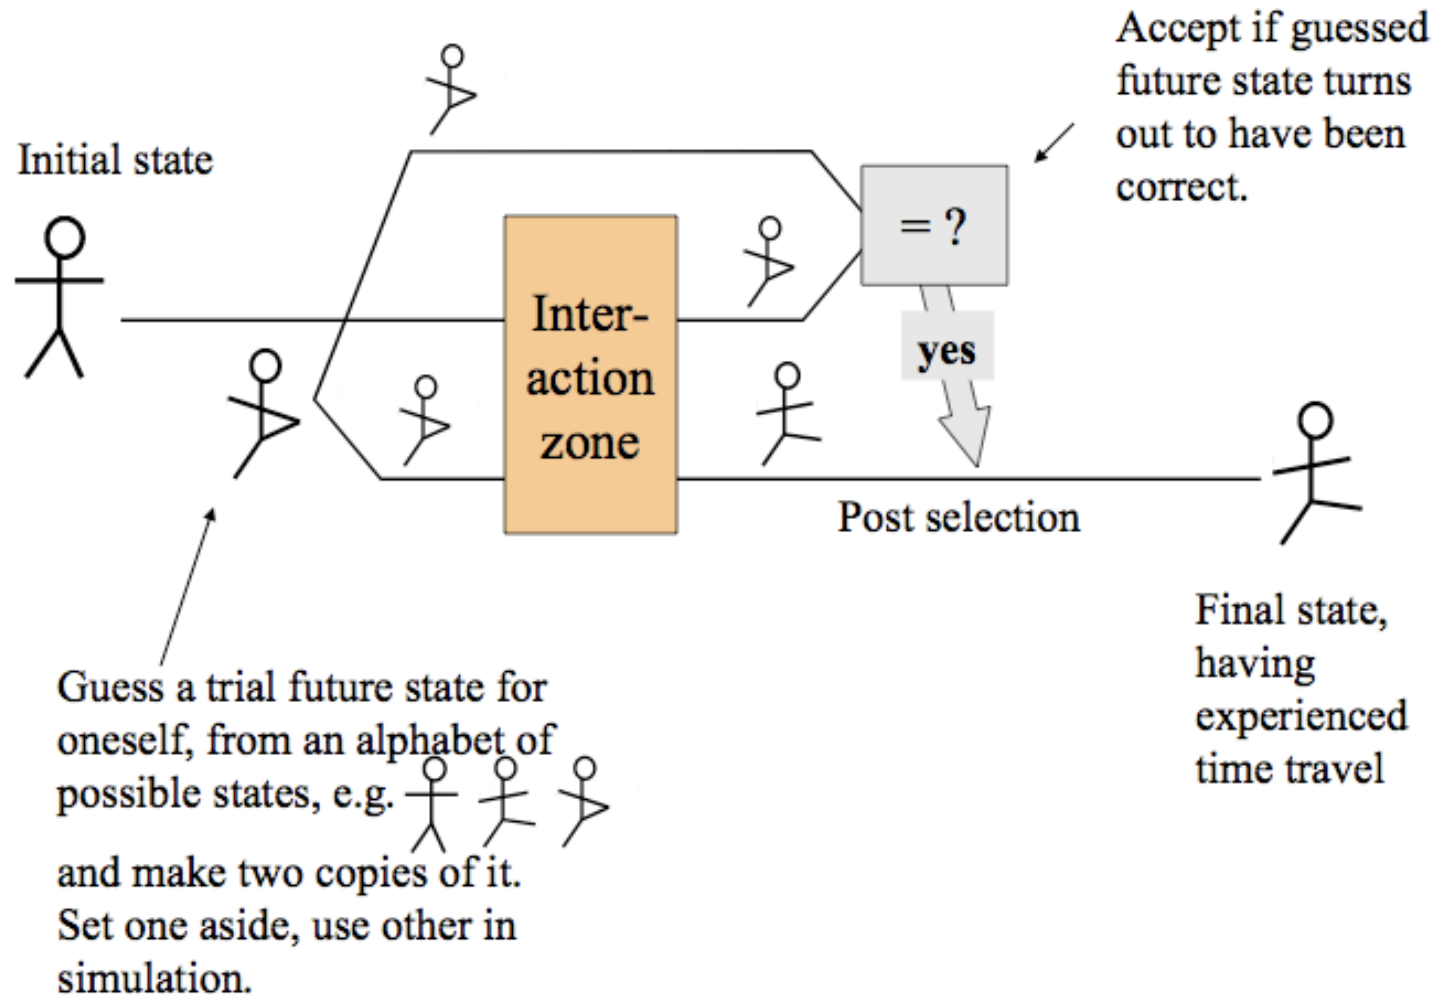 Accept if guessed
future state turns
out to have been
correct.
Initial state
= ?
Inter-
action
zone
yes
Post selection
Final state,
having
experienced
time travel
Guess a trial future state for
oneself, from an alphabet of
possible states, e.g.
and make two copies of it.
Set one aside, use other in
simulation.